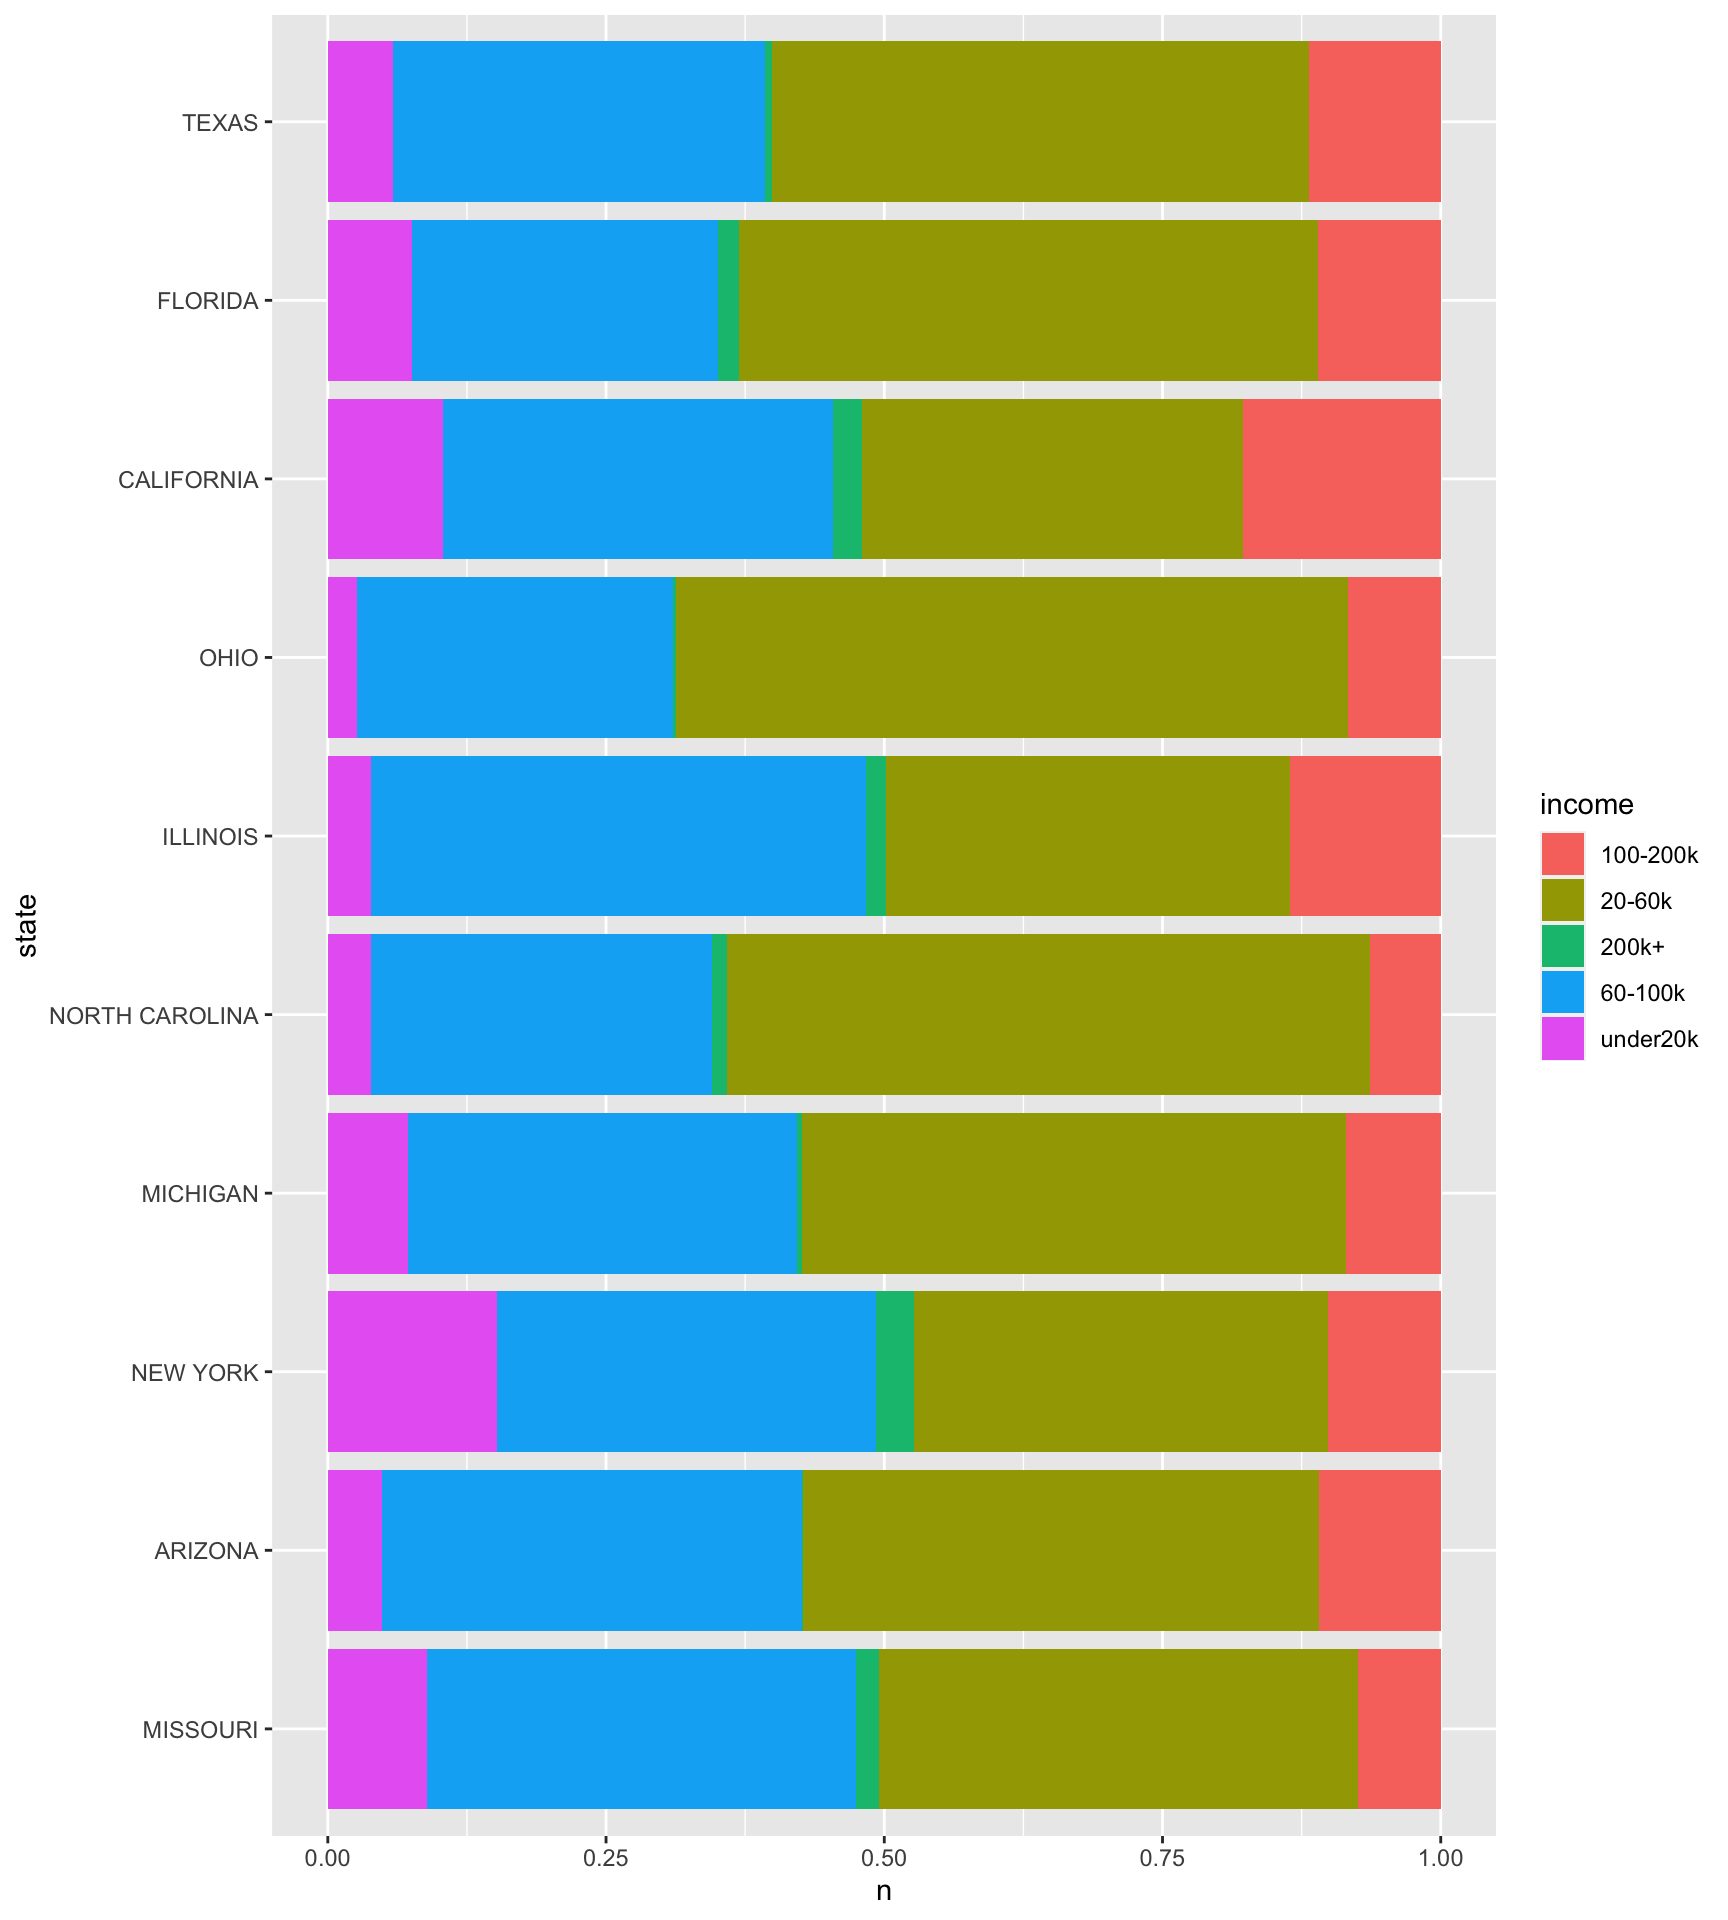 TEXAS
FLORIDA
CALIFORNIA
OHIO
ILLINOIS
NORTH CAROLINA
MICHIGAN
NEW YORK
ARIZONA
MISSOURI
state
0.00 0.25 0.50 0.75 1.00
n
income
100-200k
20-60k
200k+
60-100k
under20k